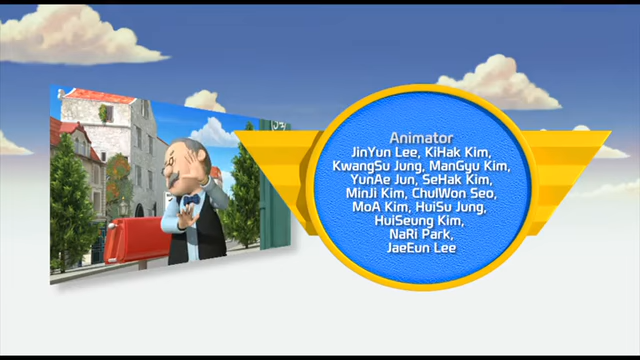 Animator
JinYun Lee, KiHak Kim,
KwangSu Jung, ManGyu Kim,
YunAe Jun, SeHak Kim,
MinJi Kim, ChulWon Seo,
MoA Kim, HuiSu Jung,
HuiSeung Kim,
NaRi Park,
JaeEun Lee